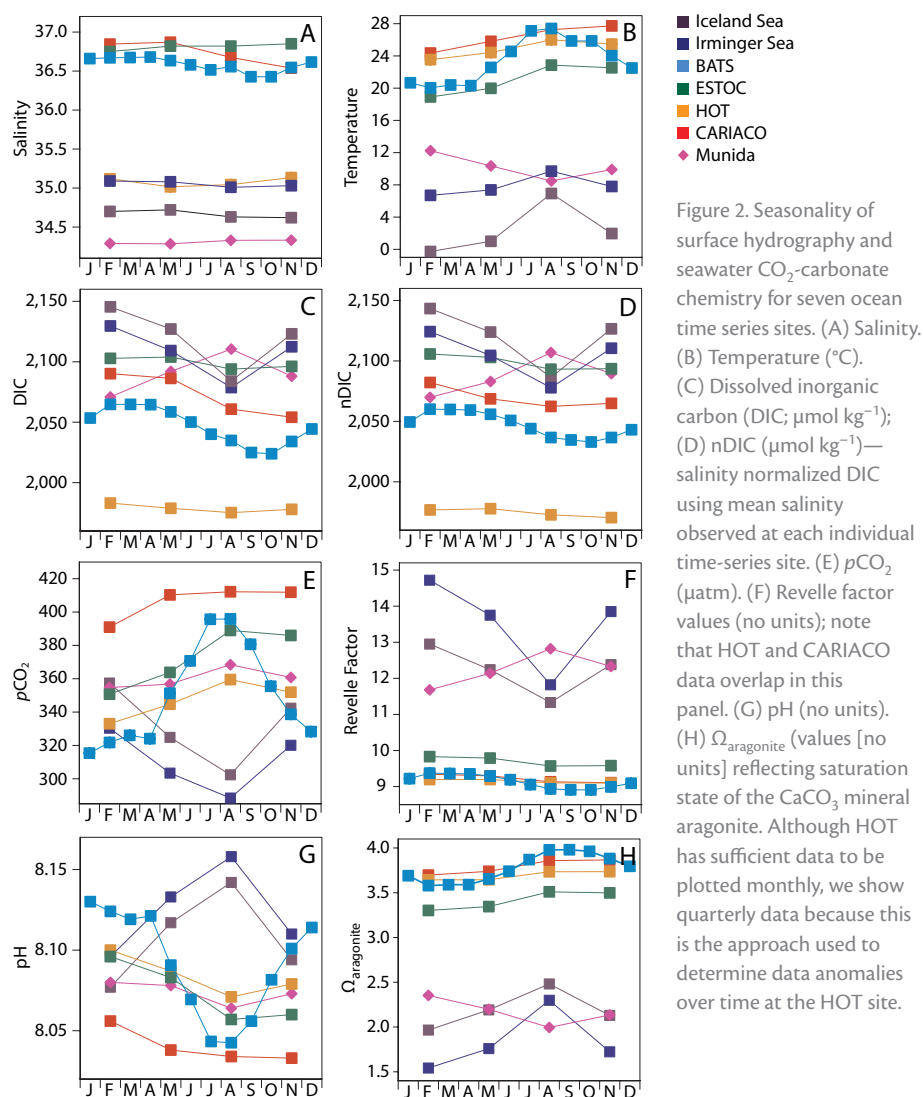 A
37.0
36.5
36.0
35.5
35.0
34.5
Salinity
J F M A M J J A S O N D
B
28
24
20
16
12
8
4
0
Temperature
J F M A M J J A S O N D
Iceland Sea
Irminger Sea
BATS
ESTOC
HOT
CARIACO
Munida
C
2,150
2,100
2,050
2,000
DIC
J F M A M J J A S O N D
D
2,150
2,100
2,050
2,000
nDIC
J F M A M J J A S O N D
E
420
400
380
360
340
320
300
pCO₂
J F M A M J J A S O N D
F
15
14
13
12
11
10
9
Revelle Factor
J F M A M J J A S O N D
G
8.15
8.10
8.05
pH
J F M A M J J A S O N D
H
4.0
3.5
3.0
2.5
2.0
1.5
Ωaragonite
J F M A M J J A S O N D
Figure 2. Seasonality of
surface hydrography and
seawater CO₂-carbonate
chemistry for seven ocean
time series sites. (A) Salinity.
(B) Temperature (°C).
(C) Dissolved inorganic
carbon (DIC; µmol kg⁻¹);
(D) nDIC (µmol kg⁻¹)—
salinity normalized DIC
using mean salinity
observed at each individual
time-series site. (E) pCO₂
(µatm). (F) Revelle factor
values (no units); note
that HOT and CARIACO
data overlap in this
panel. (G) pH (no units).
(H) Ωaragonite (values [no
units] reflecting saturation
state of the CaCO₃ mineral
aragonite. Although HOT
has sufficient data to be
plotted monthly, we show
quarterly data because this
is the approach used to
determine data anomalies
over time at the HOT site.